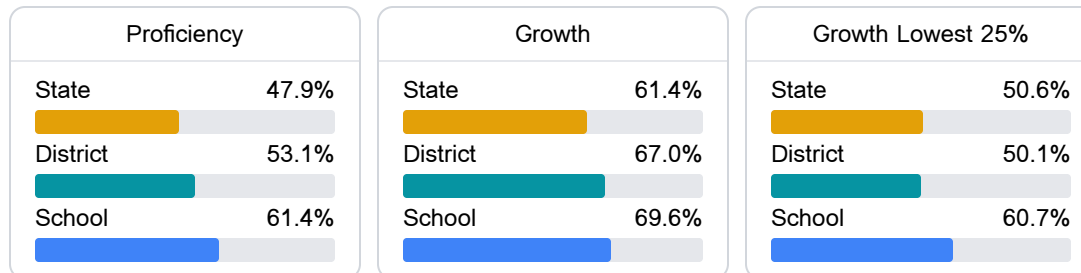 Proficiency
State 47.9%
District 53.1%
School 61.4%
Growth
State 61.4%
District 67.0%
School 69.6%
Growth Lowest 25%
State 50.6%
District 50.1%
School 60.7%